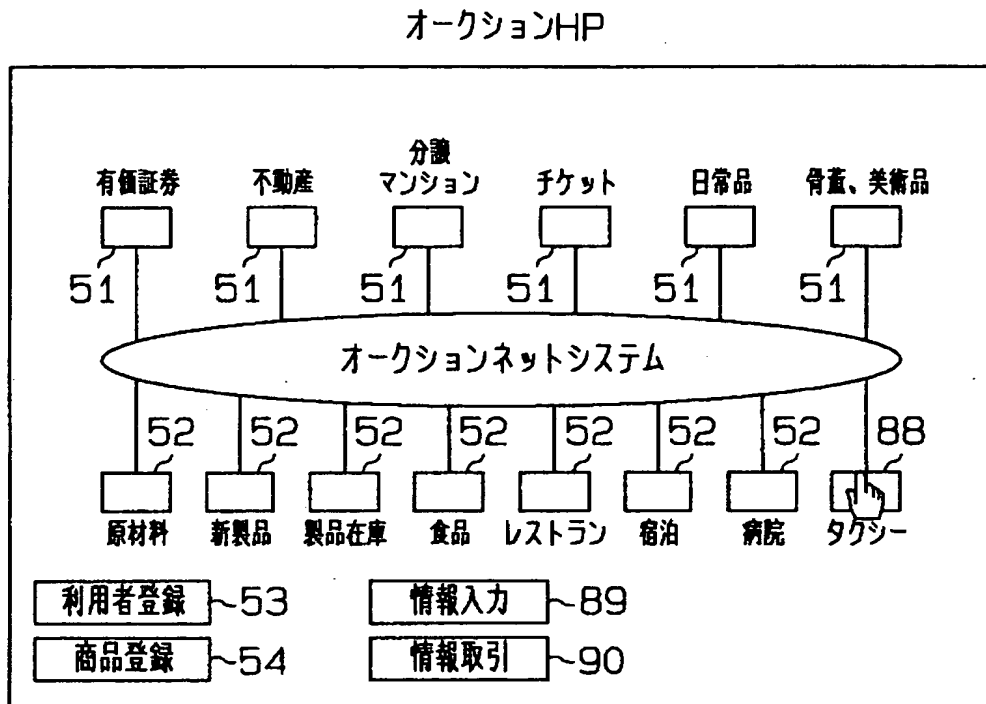 オークションHP
有価証券
不動産
分譲
マンション
チケット
日常品
骨董、美術品
51 51 51 51 51 51
オークションネットシステム
52 52 52 52 52 52 52 88
原材料
新製品
製品在庫
食品
レストラン
宿泊
病院
タクシー
利用者登録 53
情報入力 89
商品登録 54
情報取引 90